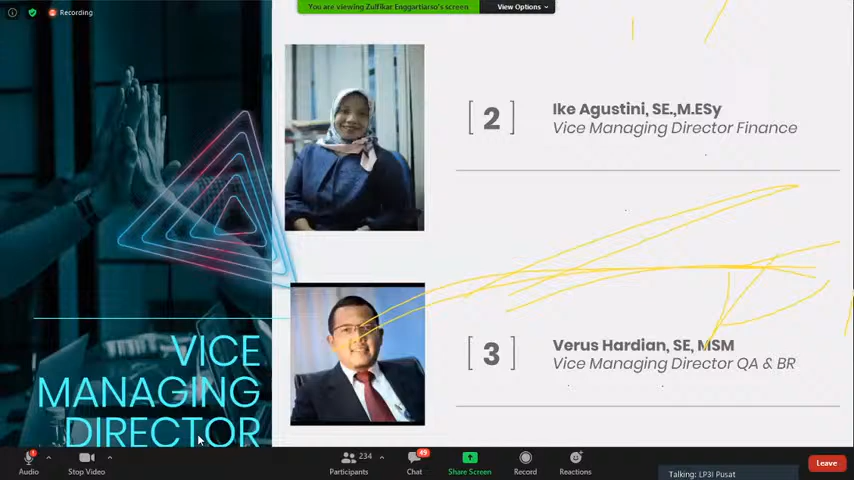 Recording
You are viewing Zulfikar Enggartiarso's screen
View Options
[ 2 ]
Ike Agustini, SE.,M.ESy
Vice Managing Director Finance
[ 3 ]
Verus Hardian, SE, MSM
Vice Managing Director QA & BR
VICE
MANAGING
DIRECTOR
Audio
Stop Video
234
Participants
49
Chat
Share Screen
Record
Reactions
Leave
Talking: LP3I Pusat